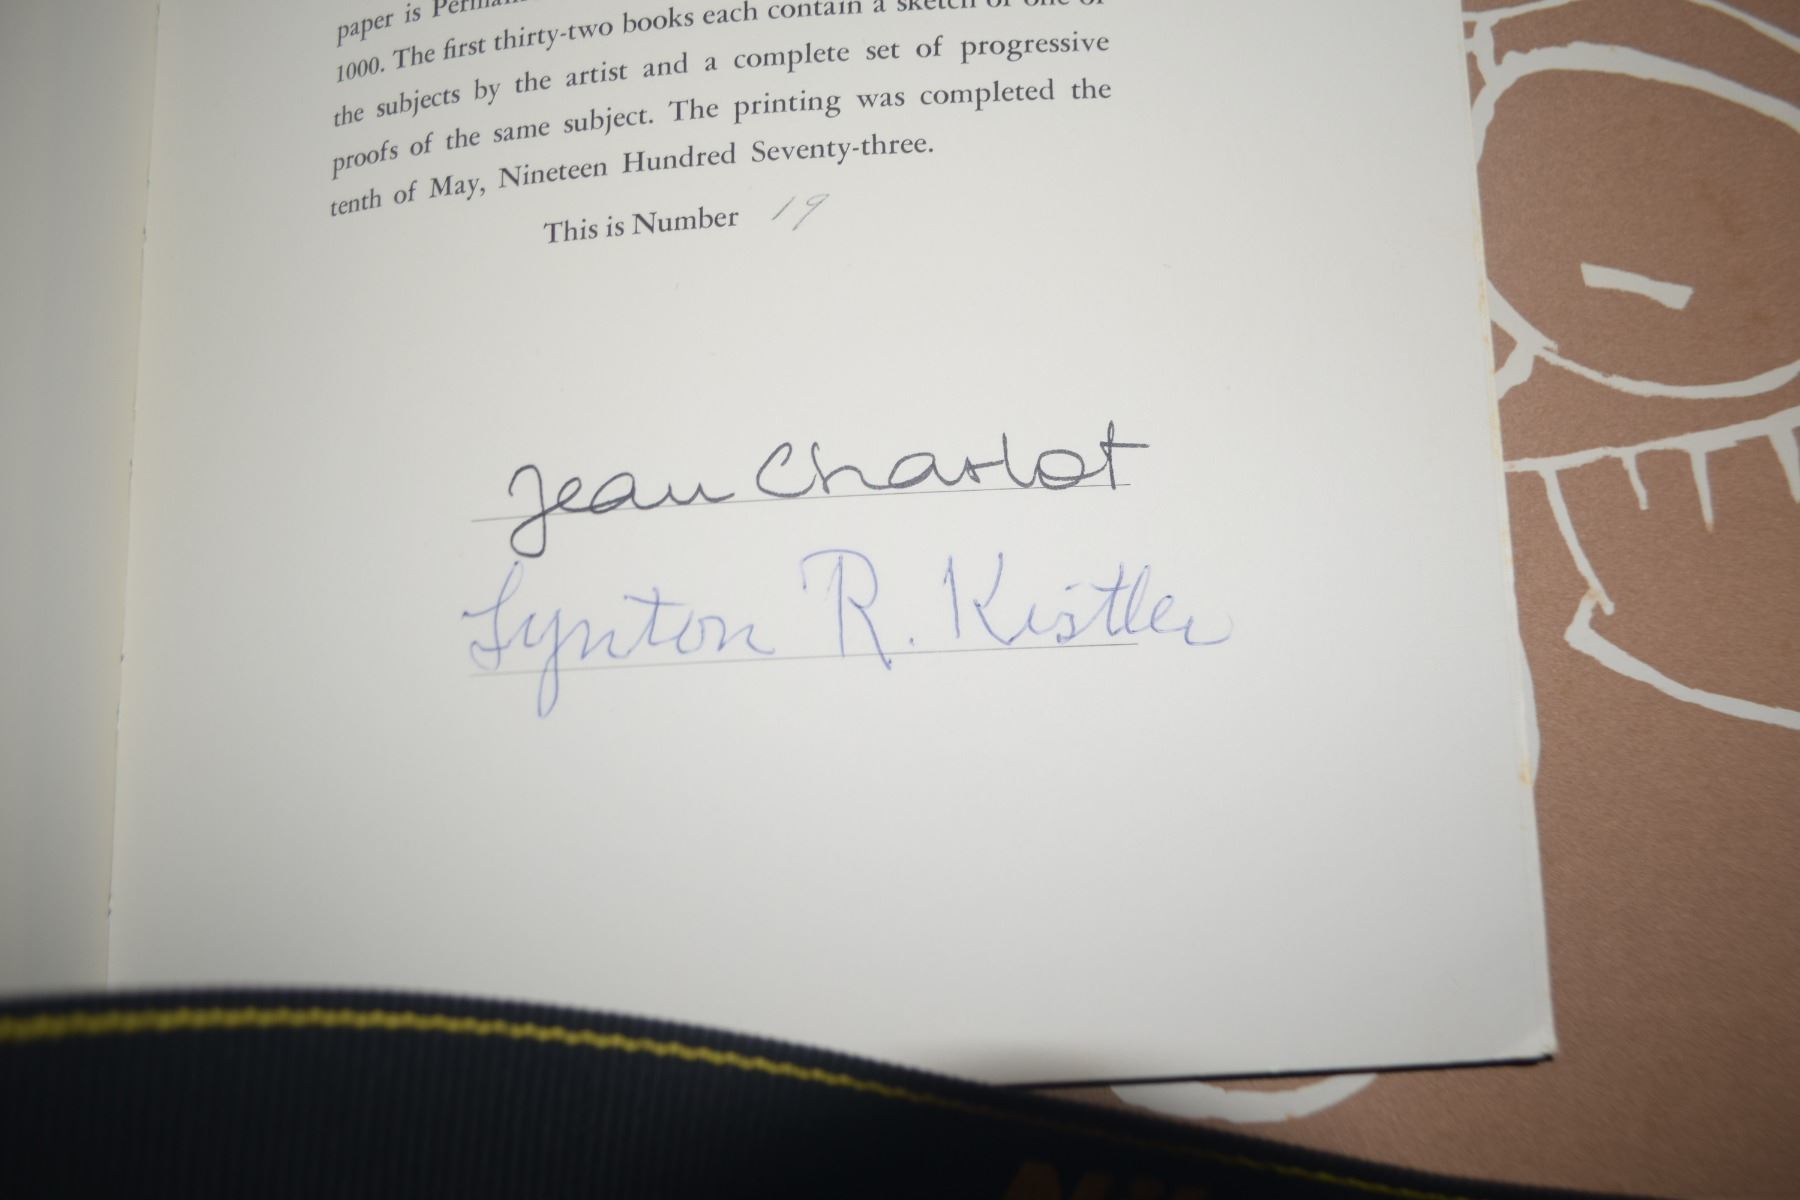 paper is
1000. The first thirty-two books each contain a sketch of one of
the subjects by the artist and a complete set of progressive
proofs of the same subject. The printing was completed the
tenth of May, Nineteen Hundred Seventy-three.
This is Number 19
Jean Charlot
Lynton R. Kistler